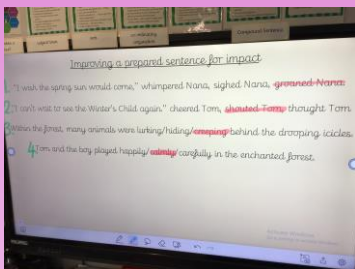 Improving a prepared sentence for impact
1. "I wish the spring sun would come," whimpered Nana, sighed Nana, groaned Nana.
2. "I can't wait to see the Winter's Child again." cheered Tom, shouted Tom, thought Tom
3 Within the forest, many animals were lurking/hiding/creeping behind the drooping icicles.
4 Tom and the boy played happily/calmly/carefully in the enchanted forest.